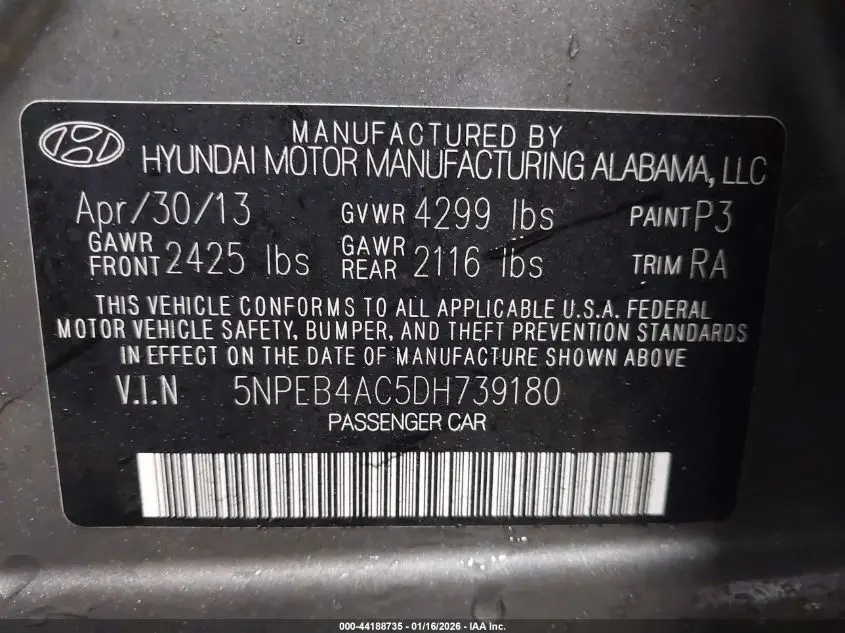 MANUFACTURED BY
HYUNDAI MOTOR MANUFACTURING ALABAMA, LLC
Apr/30/13 GVWR 4299 lbs PAINT P3
GAWR FRONT 2425 lbs GAWR REAR 2116 lbs TRIM RA
THIS VEHICLE CONFORMS TO ALL APPLICABLE U.S.A. FEDERAL
MOTOR VEHICLE SAFETY, BUMPER, AND THEFT PREVENTION STANDARDS
IN EFFECT ON THE DATE OF MANUFACTURE SHOWN ABOVE
V.I.N 5NPEB4AC5DH739180
PASSENGER CAR
000-44188735 - 01/16/2026 - IAA Inc.